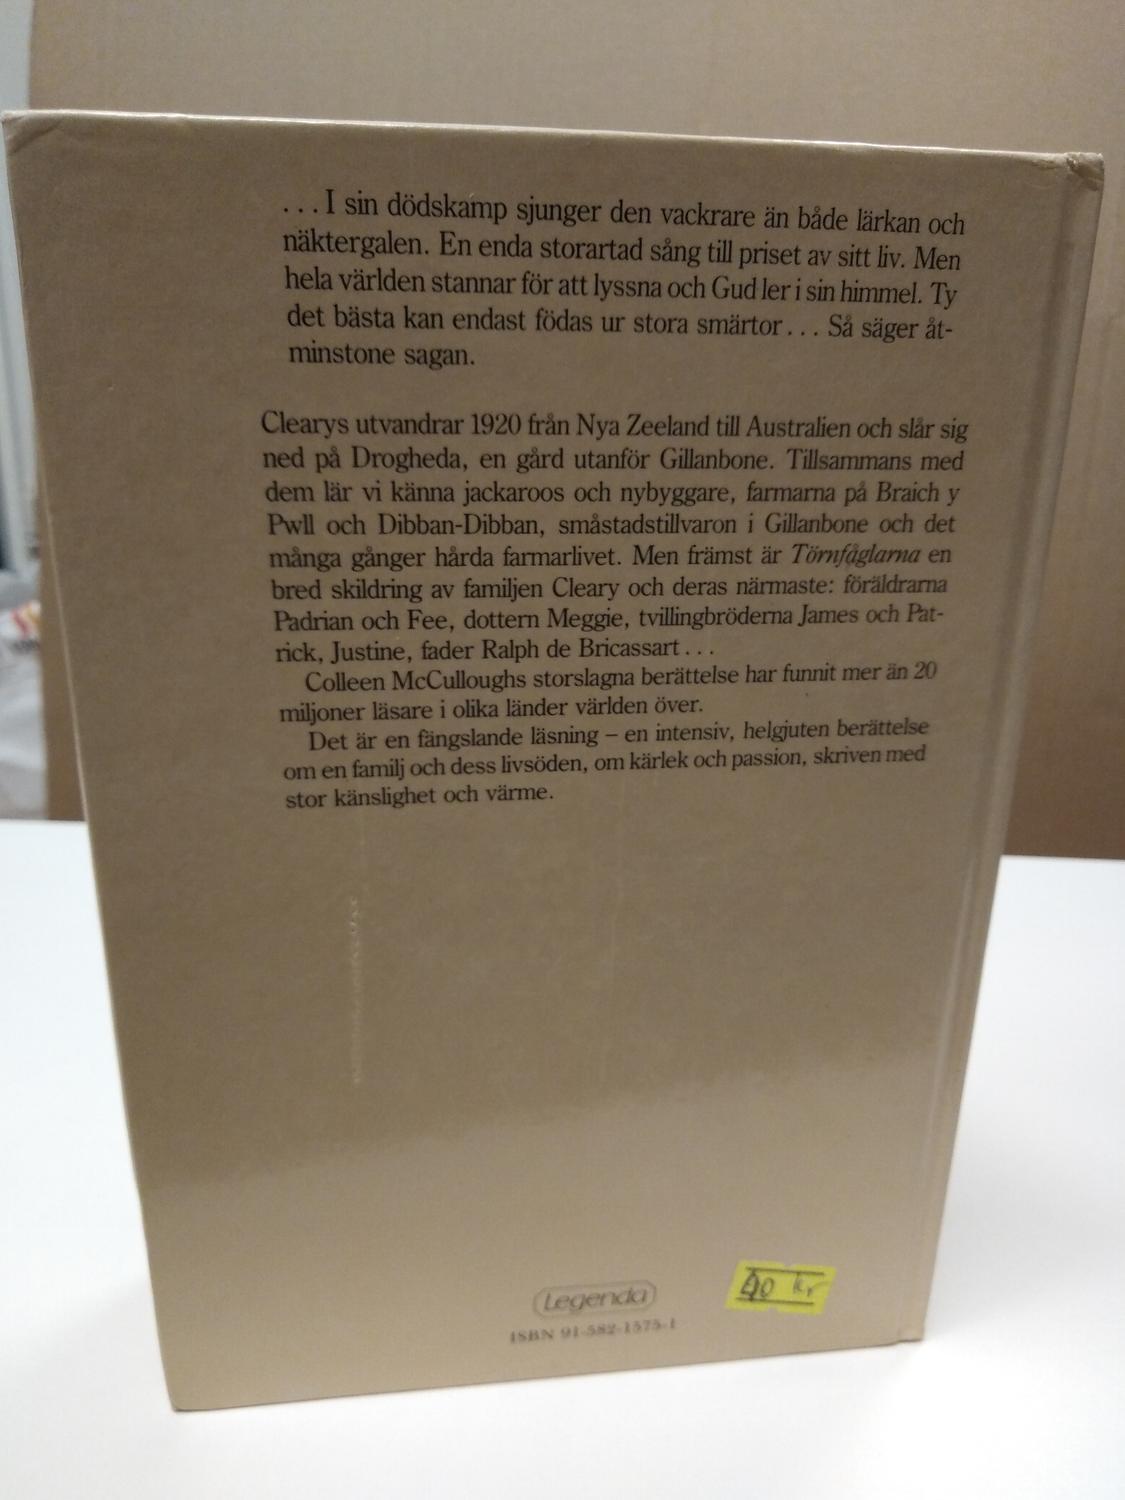 ...I sin dödskamp sjunger den vackrare än både lärkan och
näktergalen. En enda storartad sång till priset av sitt liv. Men
hela världen stannar för att lyssna och Gud ler i sin himmel. Ty
det bästa kan endast födas ur stora smärtor... Så säger åt-
minstone sagan.
Clearys utvandrar 1920 från Nya Zeeland till Australien och slår sig
ned på Drogheda, en gård utanför Gillanbone. Tillsammans med
dem lär vi känna jackaroos och nybyggare, farmarna på Braich y
Pwll och Dibban-Dibban, småstadstillvaron i Gillanbone och det
många gånger hårda farmarlivet. Men främst är Törnfåglarna en
bred skildring av familjen Cleary och deras närmaste: föräldrarna
Padrian och Fee, dottern Meggie, tvillingbröderna James och Pat-
rick, Justine, fader Ralph de Bricassart...
Colleen McCulloughs storslagna berättelse har funnit mer än 20
miljoner läsare i olika länder världen över.
Det är en fängslande läsning – en intensiv, helgjuten berättelse
om en familj och dess livsöden, om kärlek och passion, skriven med
stor känslighet och värme.
Legenda
40 kr
ISBN 91-582-1575-1